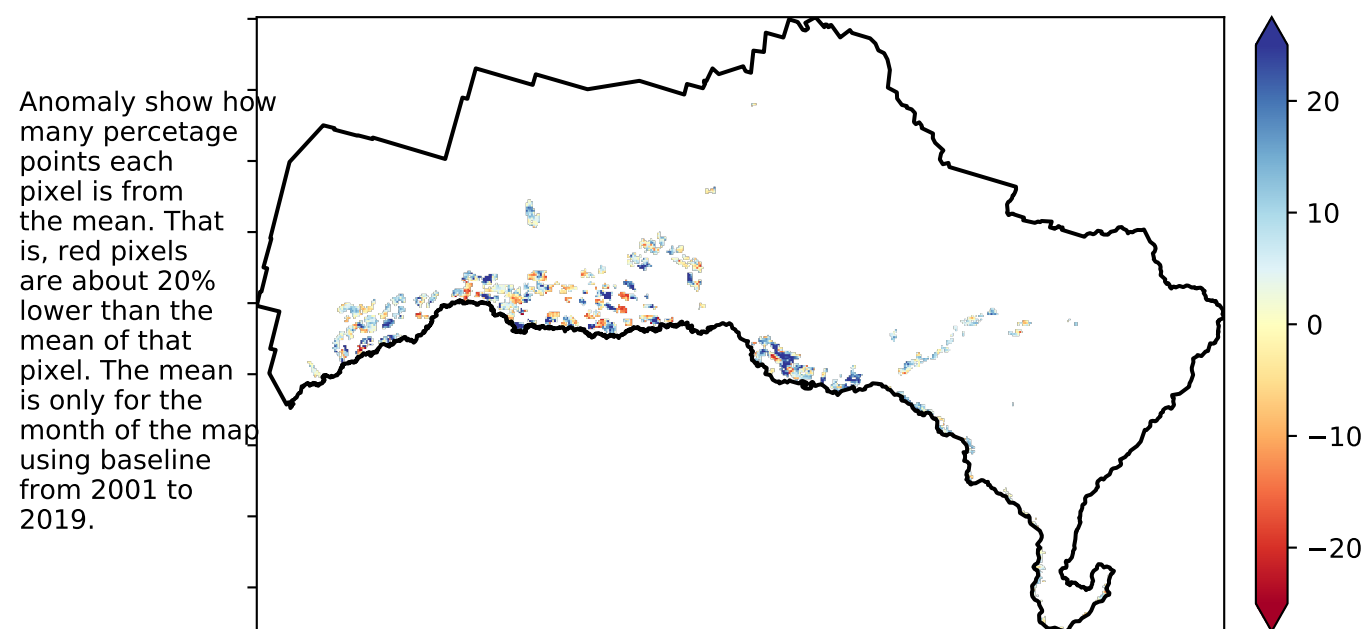 Anomaly show how
many percetage
points each
pixel is from
the mean. That
is, red pixels
are about 20%
lower than the
mean of that
pixel. The mean
is only for the
month of the map
using baseline
from 2001 to
2019.
20
10
0
−10
−20